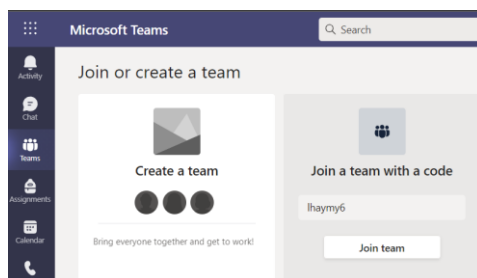 Microsoft Teams
Search
Activity
Chat
Teams
Assignments
Calendar
Join or create a team
Create a team
Bring everyone together and get to work!
Join a team with a code
lhaymy6
Join team